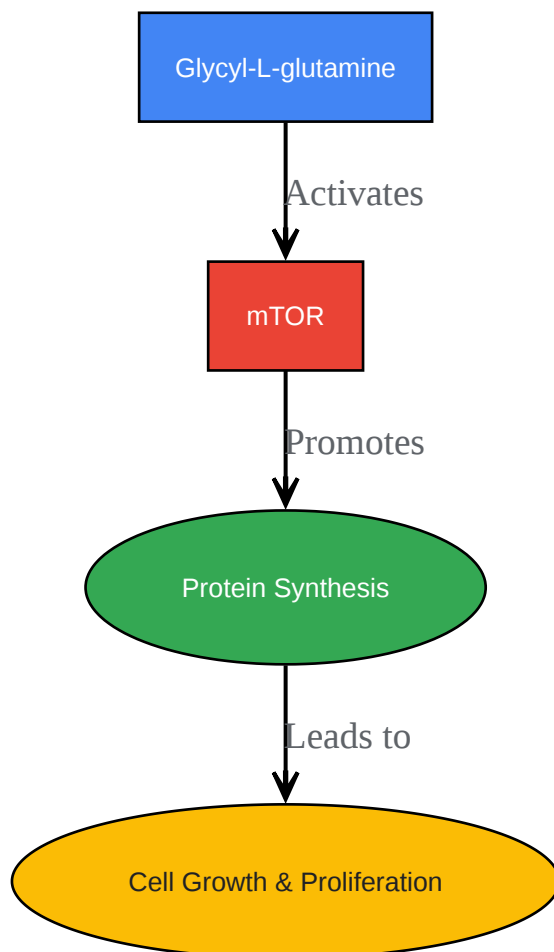 Glycyl-L-glutamine
Activates
mTOR
Promotes
Protein Synthesis
Leads to
Cell Growth & Proliferation